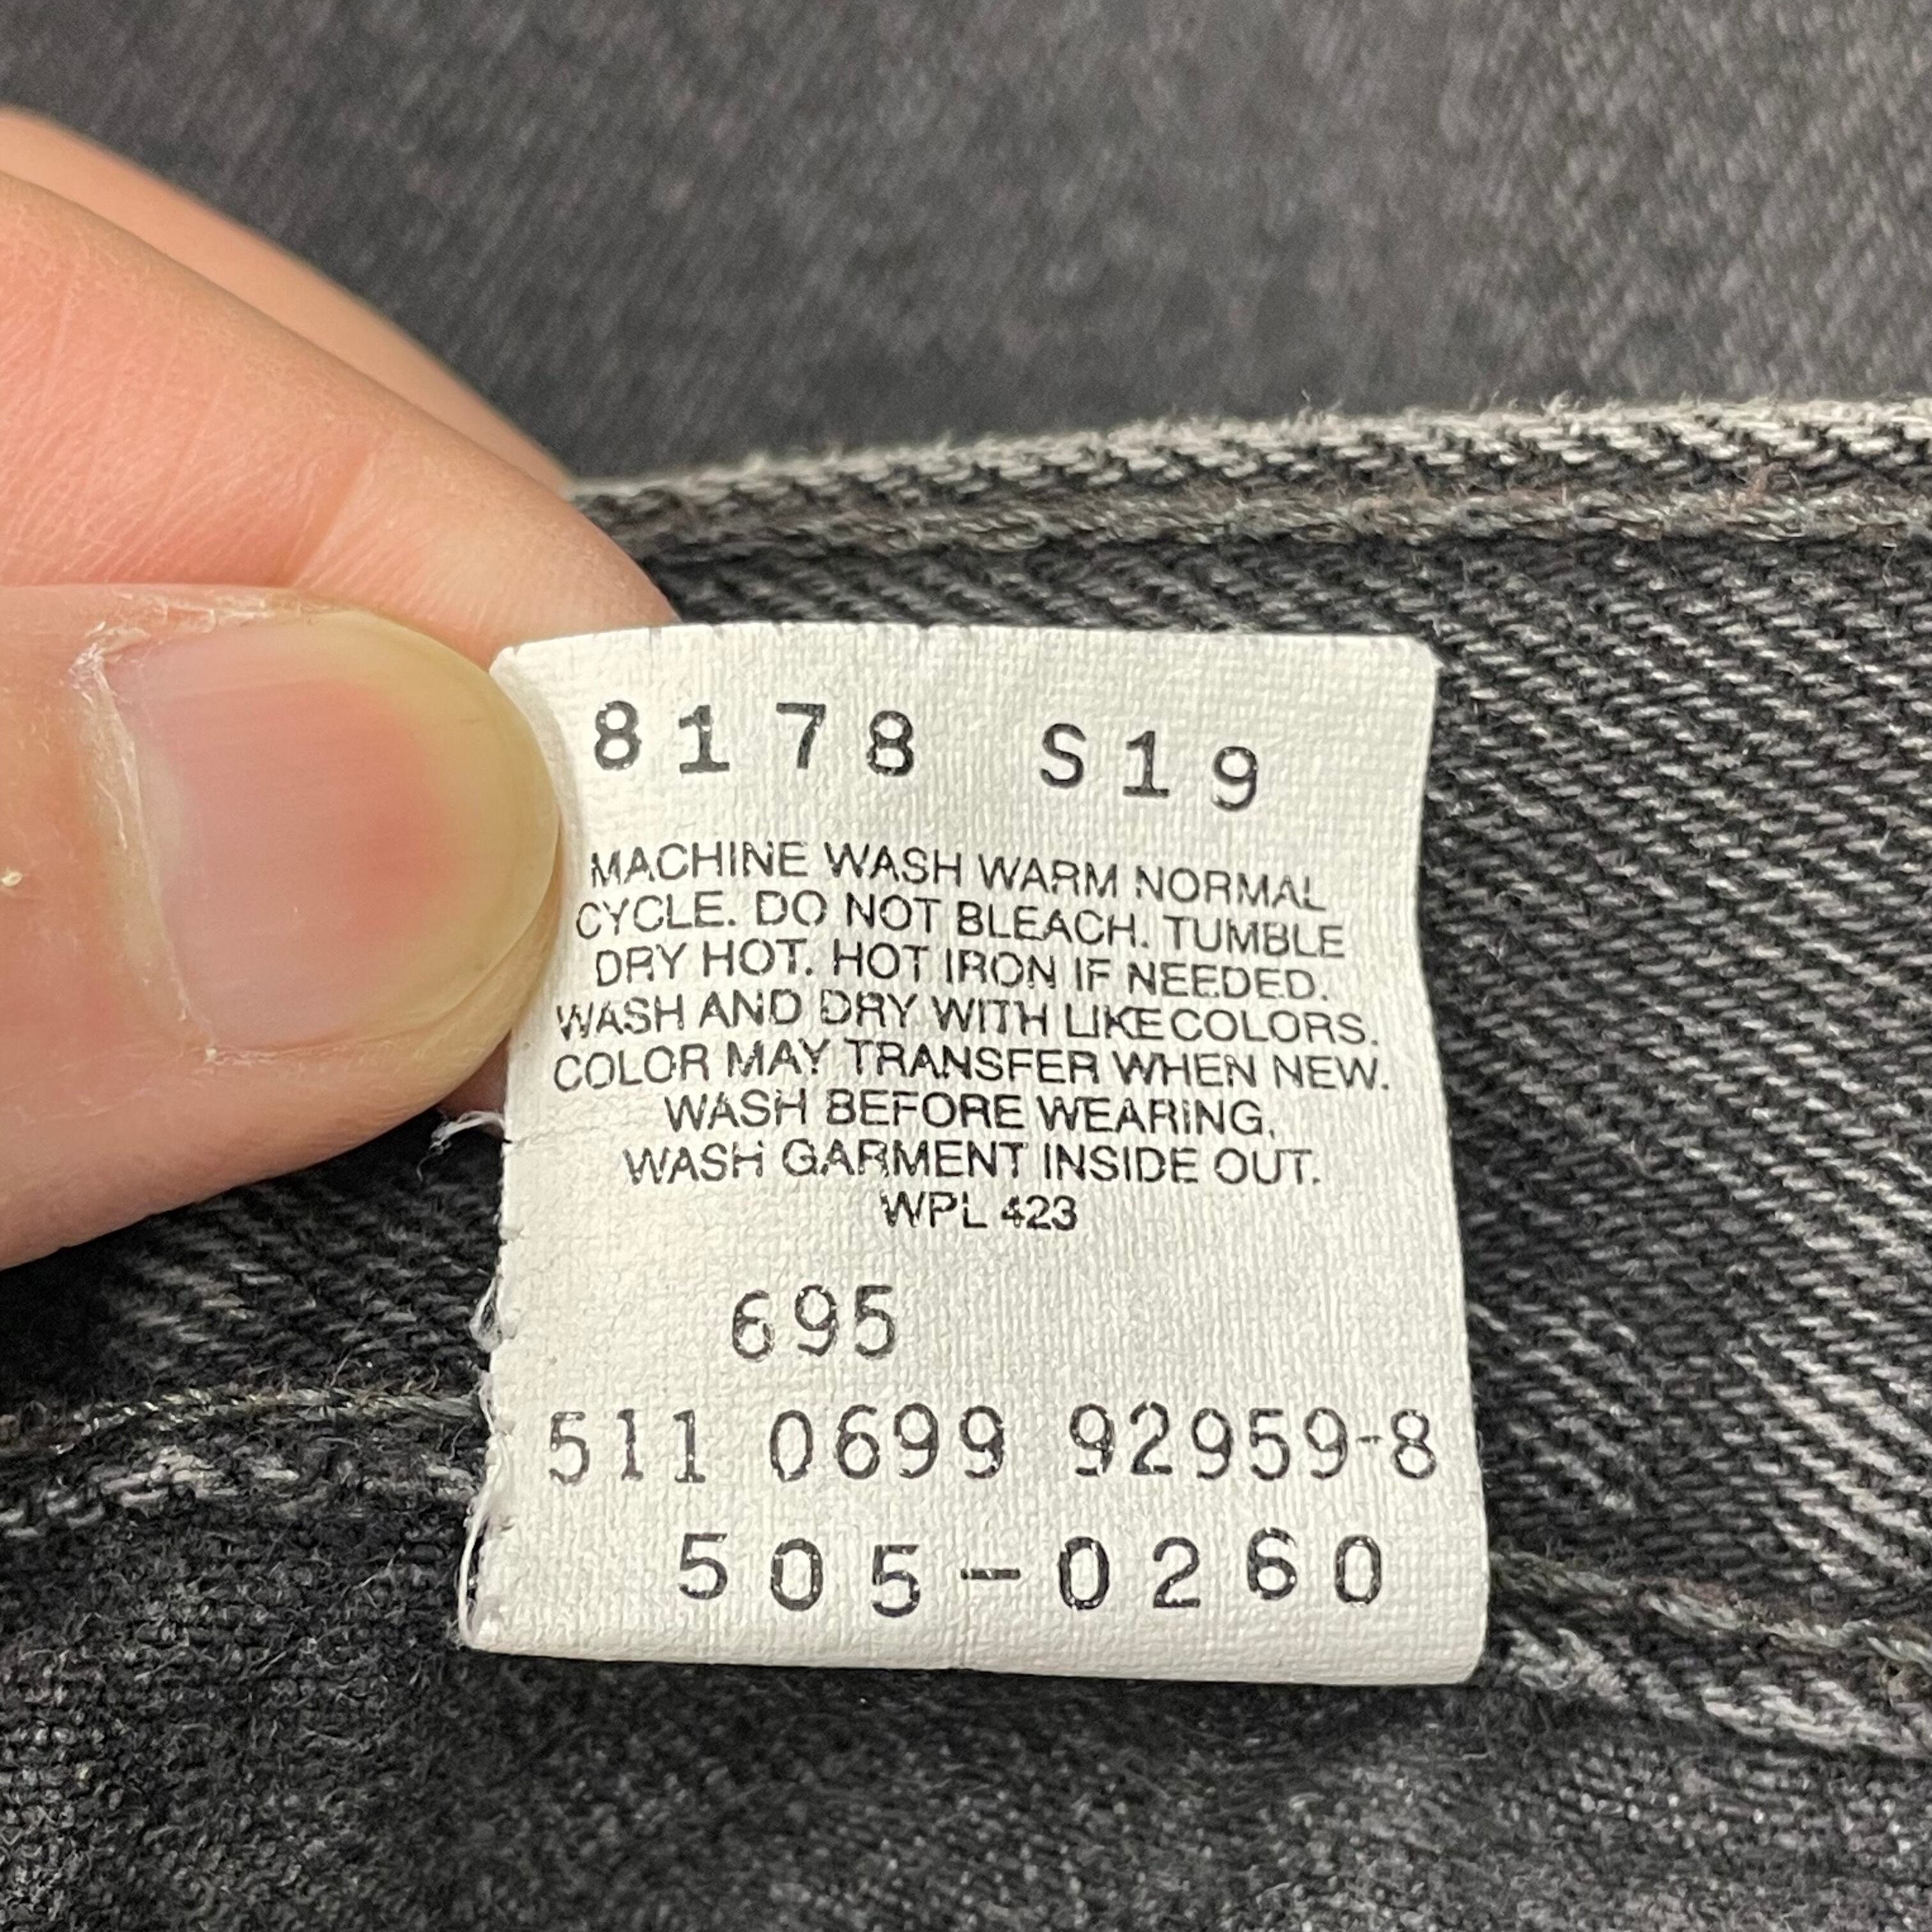 8178 S19
MACHINE WASH WARM NORMAL
CYCLE. DO NOT BLEACH. TUMBLE
DRY HOT. HOT IRON IF NEEDED.
WASH AND DRY WITH LIKE COLORS.
COLOR MAY TRANSFER WHEN NEW.
WASH BEFORE WEARING.
WASH GARMENT INSIDE OUT.
WPL 423
695
511 0699 92959-8
505-0260